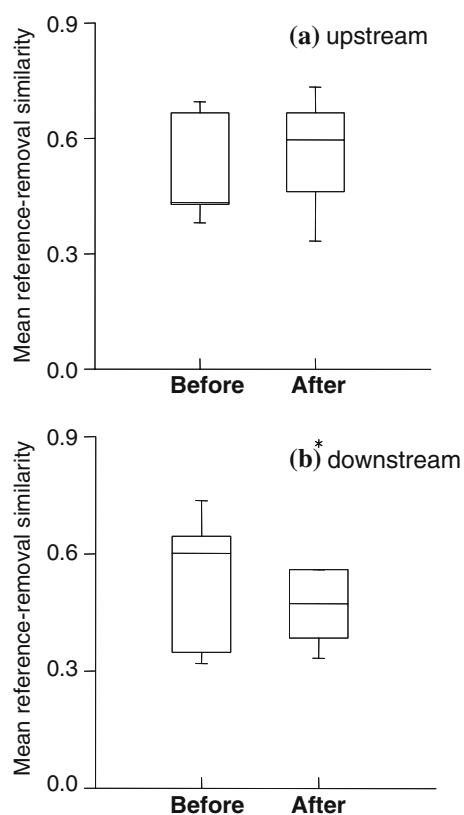 0.9
(a) upstream
0.6
0.3
0.0
Mean reference-removal similarity
Before After
0.9
(b)* downstream
0.6
0.3
0.0
Mean reference-removal similarity
Before After